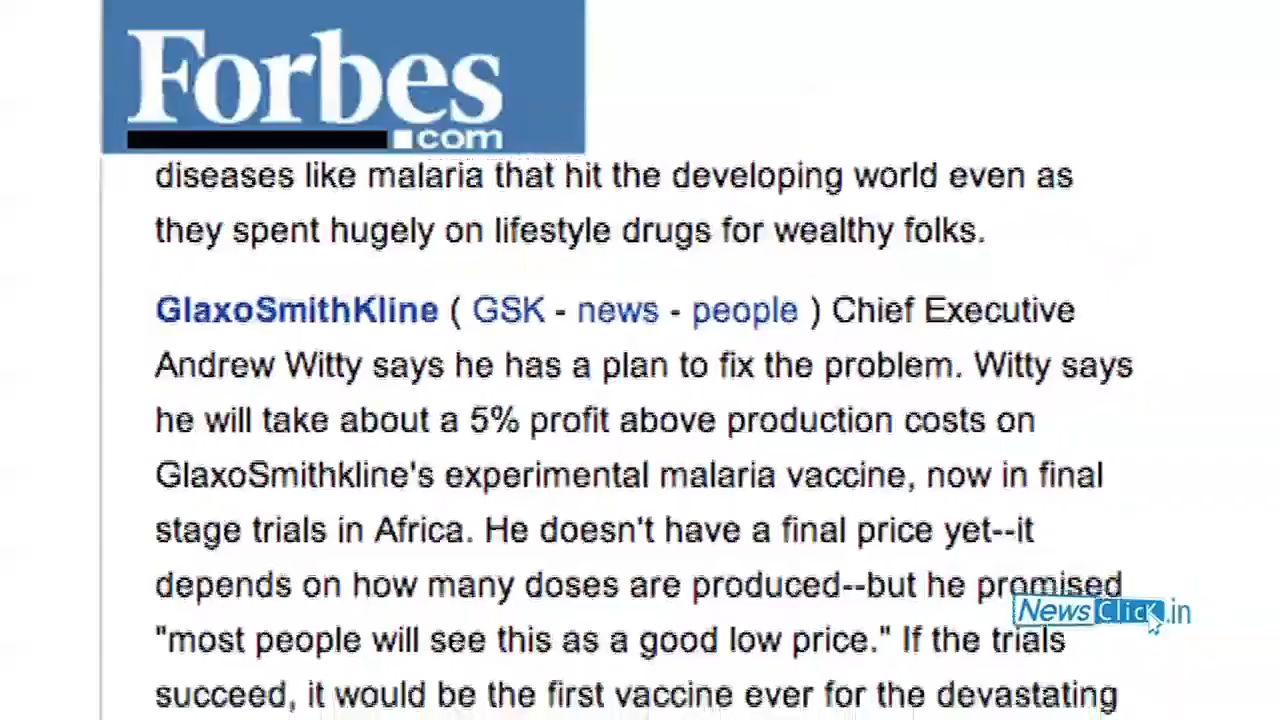 Forbes
.com
diseases like malaria that hit the developing world even as
they spent hugely on lifestyle drugs for wealthy folks.
GlaxoSmithKline ( GSK - news - people ) Chief Executive
Andrew Witty says he has a plan to fix the problem. Witty says
he will take about a 5% profit above production costs on
GlaxoSmithkline's experimental malaria vaccine, now in final
stage trials in Africa. He doesn't have a final price yet--it
depends on how many doses are produced--but he promised
NewsClick.in
"most people will see this as a good low price." If the trials
succeed, it would be the first vaccine ever for the devastating